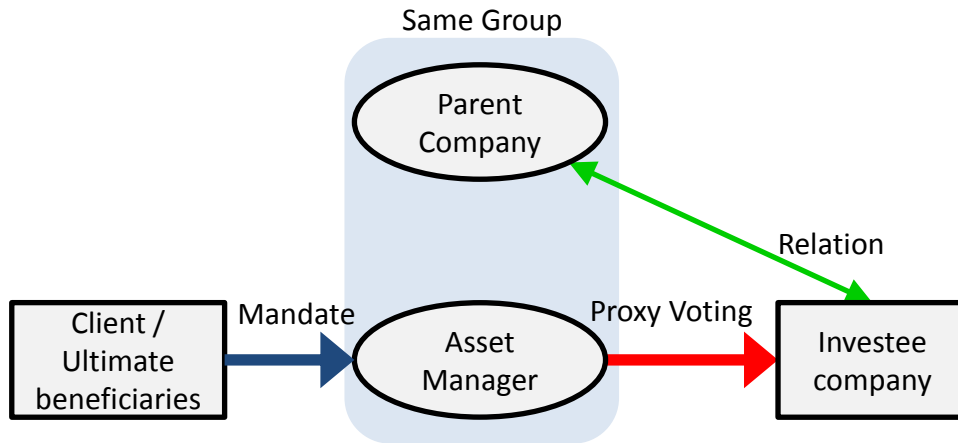 Same Group
Parent
Company
Relation
Mandate
Proxy Voting
Client /
Ultimate
beneficiaries
Asset
Manager
Investee
company